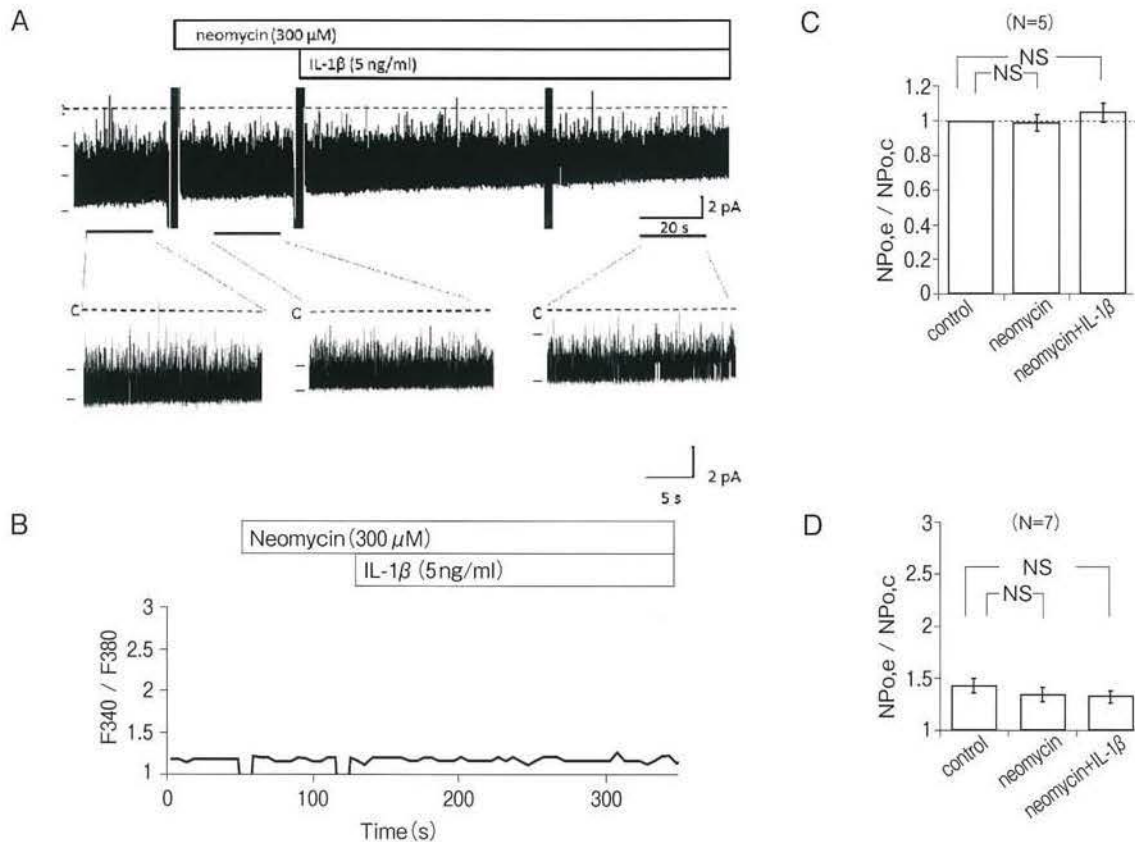 A
neomycin (300 µM)
IL-1β (5 ng/ml)
2 pA
20 s
C
C
C
2 pA
5 s
B
Neomycin (300 µM)
IL-1β (5ng/ml)
F340 / F380
3
2.5
2
1.5
1
0
100
200
300
Time(s)
C
(N=5)
NS
NS
NPo,e / NPo,c
1.2
1
0.8
0.6
0.4
0.2
0
control
neomycin
neomycin+IL-1β
D
(N=7)
NS
NS
NPo,e / NPo,c
3
2.5
2
1.5
1
control
neomycin
neomycin+IL-1β